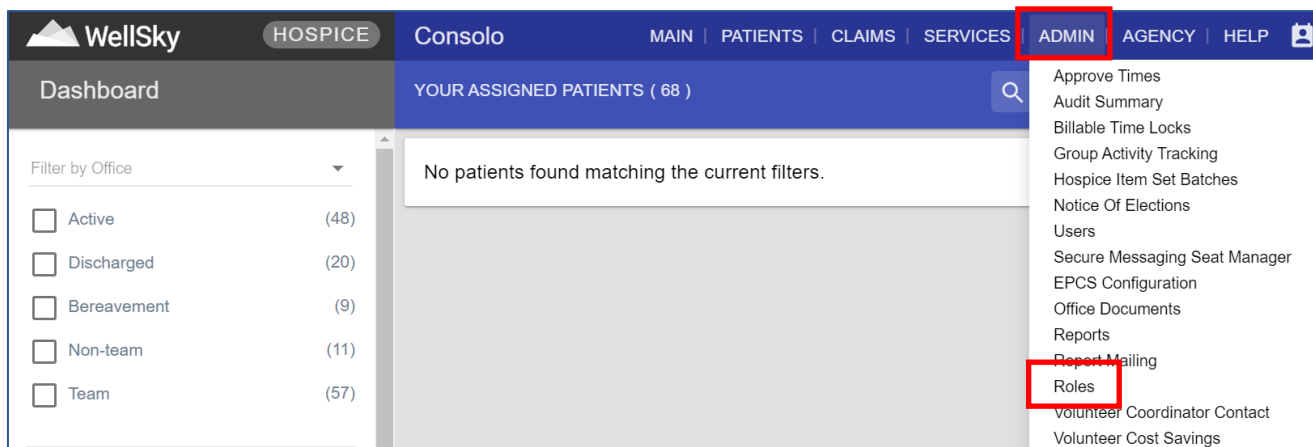 WellSky HOSPICE Consolo MAIN | PATIENTS | CLAIMS | SERVICES | ADMIN | AGENCY | HELP
Dashboard YOUR ASSIGNED PATIENTS ( 68 )
Filter by Office
Active (48)
Discharged (20)
Bereavement (9)
Non-team (11)
Team (57)
No patients found matching the current filters.
Approve Times
Audit Summary
Billable Time Locks
Group Activity Tracking
Hospice Item Set Batches
Notice Of Elections
Users
Secure Messaging Seat Manager
EPCS Configuration
Office Documents
Reports
Report Mailing
Roles
Volunteer Coordinator Contact
Volunteer Cost Savings